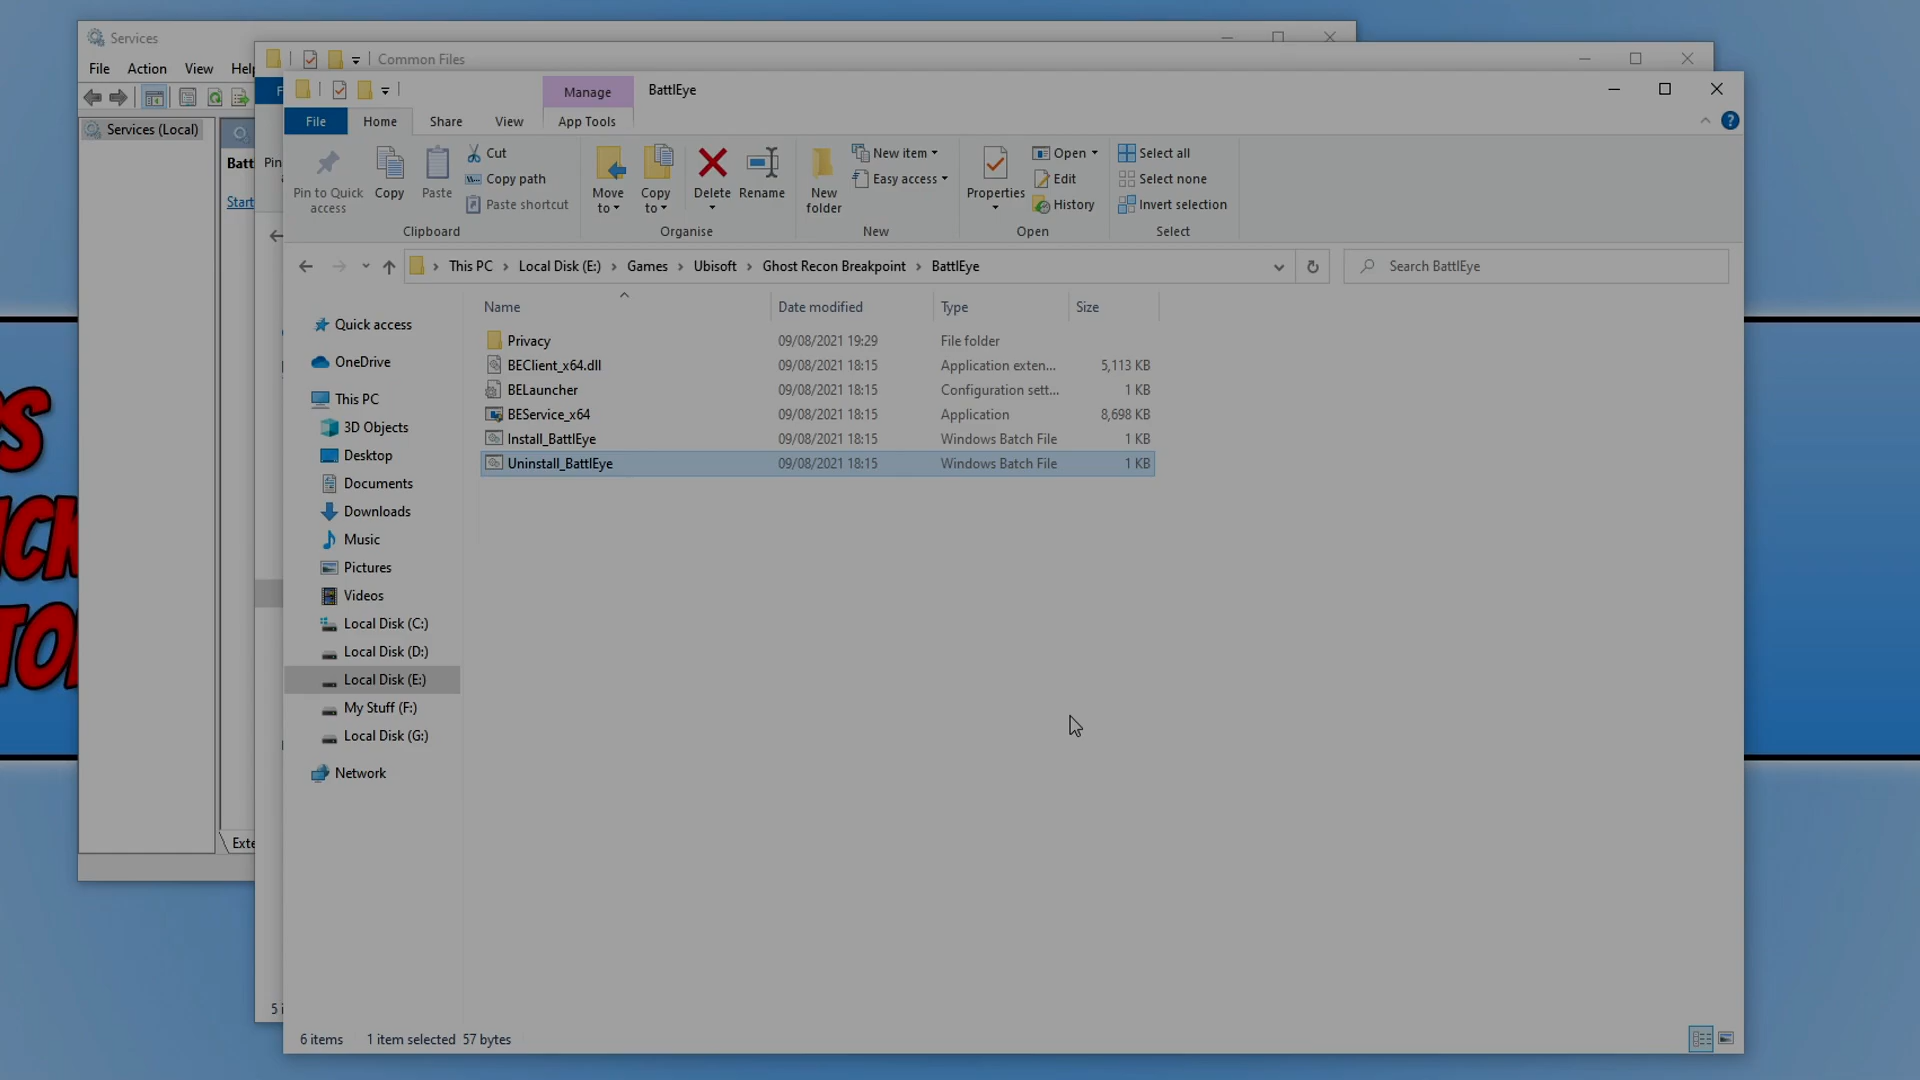 Services
File Action View Help
Services (Local)
Batt
Start
Exte
Common Files
Pin
5 i
Manage
BattlEye
File Home Share View App Tools
Pin to Quick access
Copy
Paste
Cut
Copy path
Paste shortcut
Clipboard
Move to
Copy to
Delete
Rename
Organise
New folder
New item
Easy access
New
Properties
Open
Edit
History
Open
Select all
Select none
Invert selection
Select
This PC > Local Disk (E:) > Games > Ubisoft > Ghost Recon Breakpoint > BattlEye
Search BattlEye
Quick access
OneDrive
This PC
3D Objects
Desktop
Documents
Downloads
Music
Pictures
Videos
Local Disk (C:)
Local Disk (D:)
Local Disk (E:)
My Stuff (F:)
Local Disk (G:)
Network
Name Date modified Type Size
Privacy 09/08/2021 19:29 File folder
BEClient_x64.dll 09/08/2021 18:15 Application exten... 5,113 KB
BELauncher 09/08/2021 18:15 Configuration sett... 1 KB
BEService_x64 09/08/2021 18:15 Application 8,698 KB
Install_BattlEye 09/08/2021 18:15 Windows Batch File 1 KB
Uninstall_BattlEye 09/08/2021 18:15 Windows Batch File 1 KB
6 items 1 item selected 57 bytes